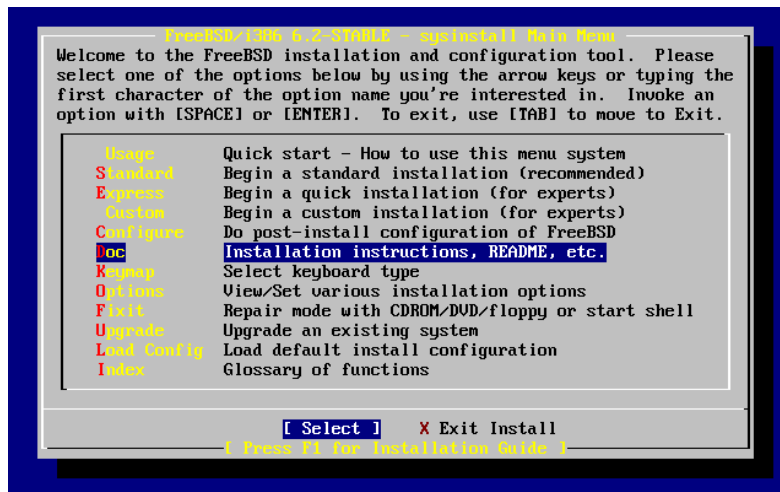 FreeBSD/i386 6.2-STABLE - sysinstall Main Menu
Welcome to the FreeBSD installation and configuration tool. Please
select one of the options below by using the arrow keys or typing the
first character of the option name you're interested in. Invoke an
option with [SPACE] or [ENTER]. To exit, use [TAB] to move to Exit.
Usage Quick start - How to use this menu system
Standard Begin a standard installation (recommended)
Express Begin a quick installation (for experts)
Custom Begin a custom installation (for experts)
Configure Do post-install configuration of FreeBSD
Doc Installation instructions, README, etc.
Keymap Select keyboard type
Options View/Set various installation options
Fixit Repair mode with CDROM/DVD/floppy or start shell
Upgrade Upgrade an existing system
Load Config Load default install configuration
Index Glossary of functions
[ Select ] X Exit Install
[ Press F1 for Installation Guide ]